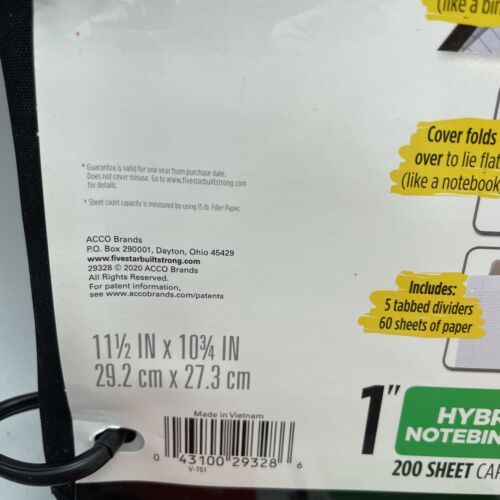 (like a bin
Cover folds
over to lie flat
(like a notebook
* Guarantee is valid for one year from purchase date.
Does not cover misuse. Go to www.fivestarbuiltstrong.com
for details.
† Sheet count capacity is measured by using 15 lb. Filler Paper.
ACCO Brands
P.O. Box 290001, Dayton, Ohio 45429
www.fivestarbuiltstrong.com
29328 © 2020 ACCO Brands
All Rights Reserved.
For patent information,
see www.accobrands.com/patents
Includes:
5 tabbed dividers
60 sheets of paper
11½ IN x 10¾ IN
29.2 cm x 27.3 cm
1"
HYBR
NOTEBIN
200 SHEET CAP
Made in Vietnam
0 43100 29328 6
V-751